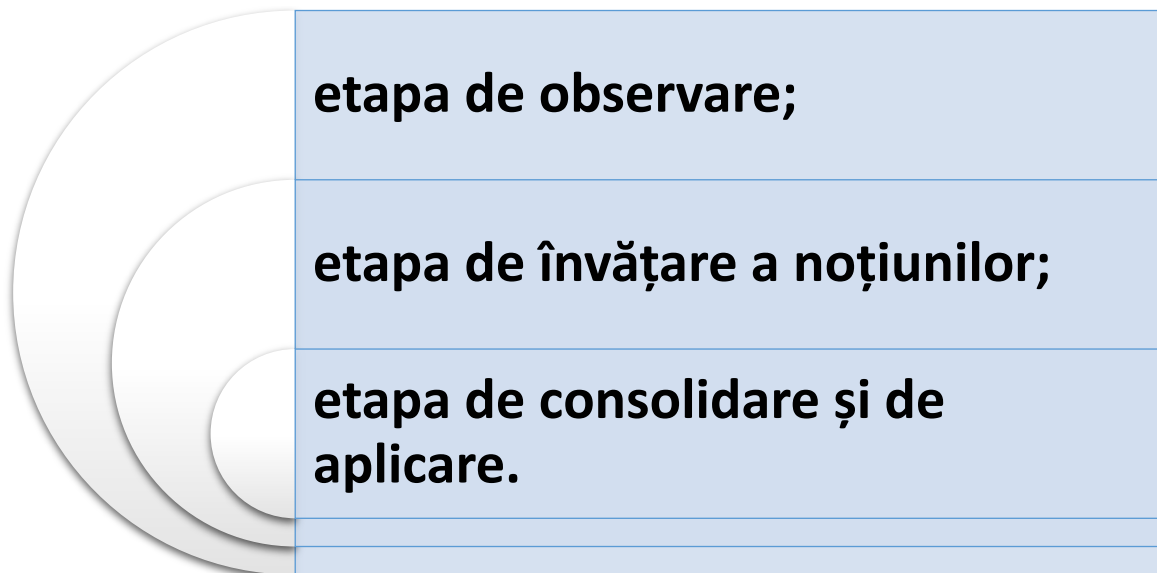 etapa de observare;
etapa de învățare a noțiunilor;
etapa de consolidare și de
aplicare.